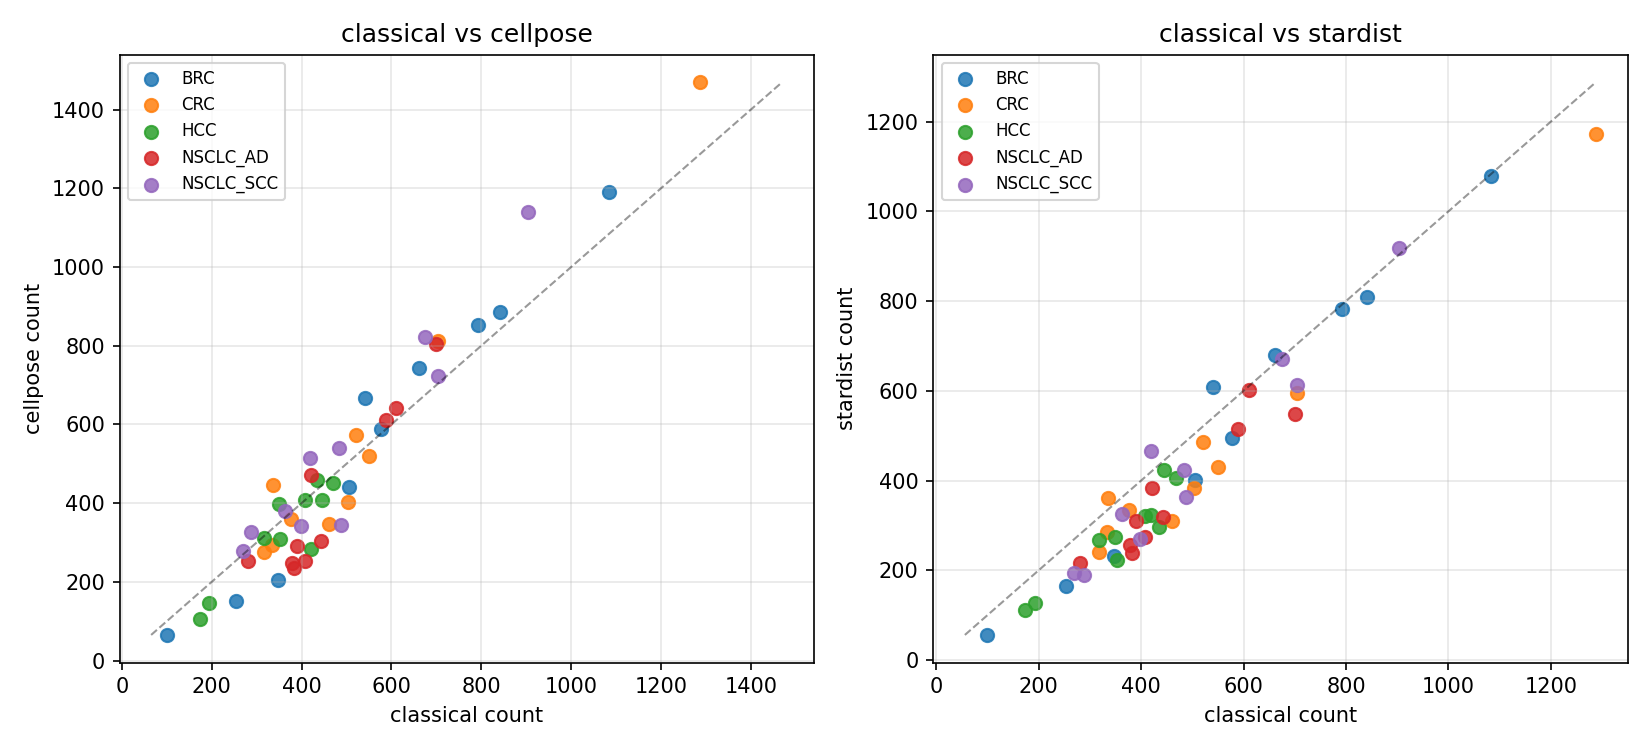 classical vs cellpose
BRC
CRC
HCC
NSCLC_AD
NSCLC_SCC
1400
1200
1000
800
600
400
200
0
cellpose count
0 200 400 600 800 1000 1200 1400
classical count
classical vs stardist
BRC
CRC
HCC
NSCLC_AD
NSCLC_SCC
1200
1000
800
600
400
200
0
stardist count
0 200 400 600 800 1000 1200
classical count